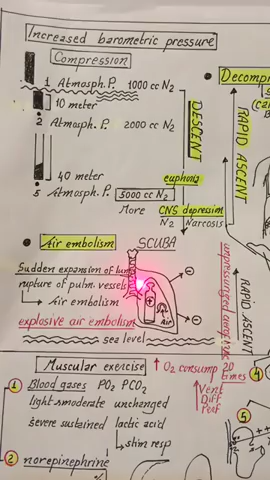 Increased barometric pressure
Compression
1 Atmosph. P. 1000 cc N2
10 meter
2 Atmosph. P. 2000 cc N2
40 meter
5 Atmosph. P. 5000 cc N2
euphoria
More CNS depression
N2 Narcosis
DESCENT
Decomp
RAPID ASCENT
RAPID ASCENT
Air embolism
SCUBA
Sudden expansion of lung
rupture of pulm. vessels
Air embolism
explosive air embolism
Air
sea level
Muscular exercise
↑ O2 consump 20 times
↑ Vent
Diff
Perf
1 Blood gases PO2 PCO2
light & moderate unchanged
severe sustained lactic acid
stim resp
2 norepinephrine
4
5